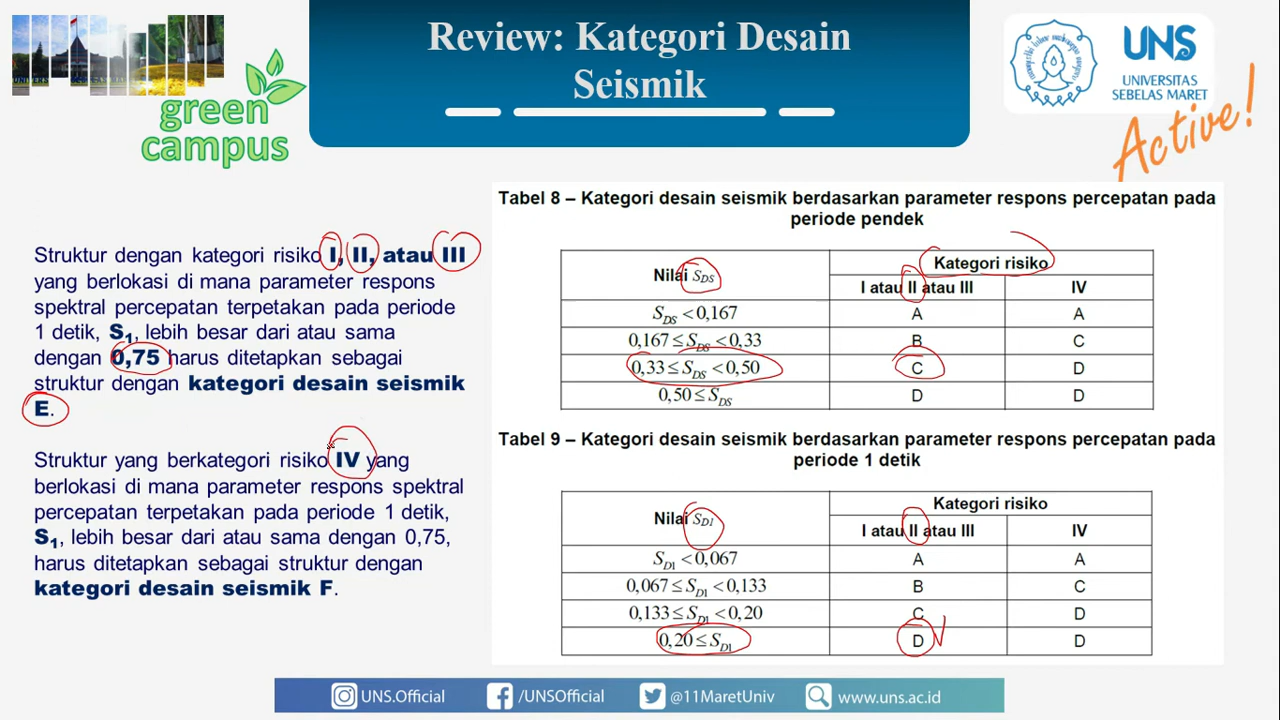 Review: Kategori Desain
Seismik
green
campus
UNS
UNIVERSITAS
SEBELAS MARET
Active!
Struktur dengan kategori risiko I, II, atau III
yang berlokasi di mana parameter respons
spektral percepatan terpetakan pada periode
1 detik, S1, lebih besar dari atau sama
dengan 0,75 harus ditetapkan sebagai
struktur dengan kategori desain seismik
E.
Struktur yang berkategori risiko IV yang
berlokasi di mana parameter respons spektral
percepatan terpetakan pada periode 1 detik,
S1, lebih besar dari atau sama dengan 0,75,
harus ditetapkan sebagai struktur dengan
kategori desain seismik F.
Tabel 8 – Kategori desain seismik berdasarkan parameter respons percepatan pada
periode pendek
Nilai SDS Kategori risiko
I atau II atau III IV
SDS < 0,167 A A
0,167 ≤ SDS < 0,33 B C
0,33 ≤ SDS < 0,50 C D
0,50 ≤ SDS D D
Tabel 9 – Kategori desain seismik berdasarkan parameter respons percepatan pada
periode 1 detik
Nilai SD1 Kategori risiko
I atau II atau III IV
SD1 < 0,067 A A
0,067 ≤ SD1 < 0,133 B C
0,133 ≤ SD1 < 0,20 C D
0,20 ≤ SD1 D D
UNS.Official /UNSOfficial @11MaretUniv www.uns.ac.id